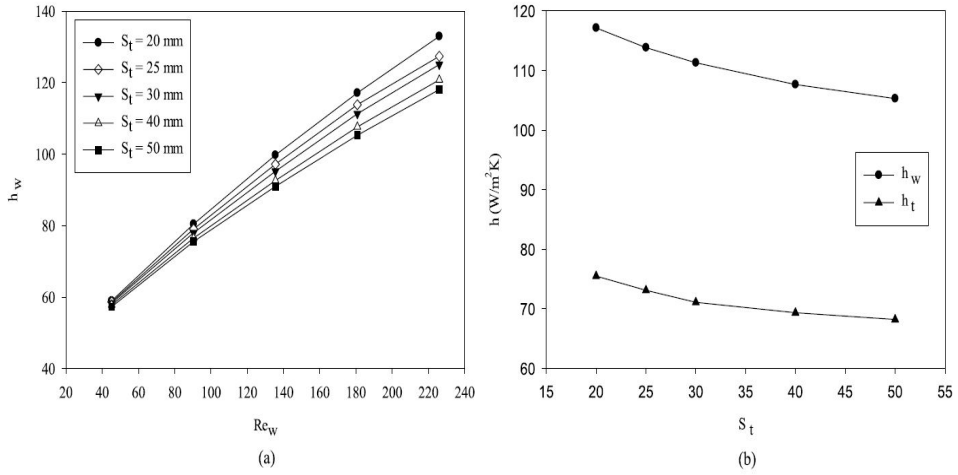 140
120
100
80
60
40
h w
S t = 20 mm
S t = 25 mm
S t = 30 mm
S t = 40 mm
S t = 50 mm
20 40 60 80 100 120 140 160 180 200 220 240
Re w
(a)
120
110
100
90
80
70
60
h (W/m²K)
h w
h t
15 20 25 30 35 40 45 50 55
S t
(b)